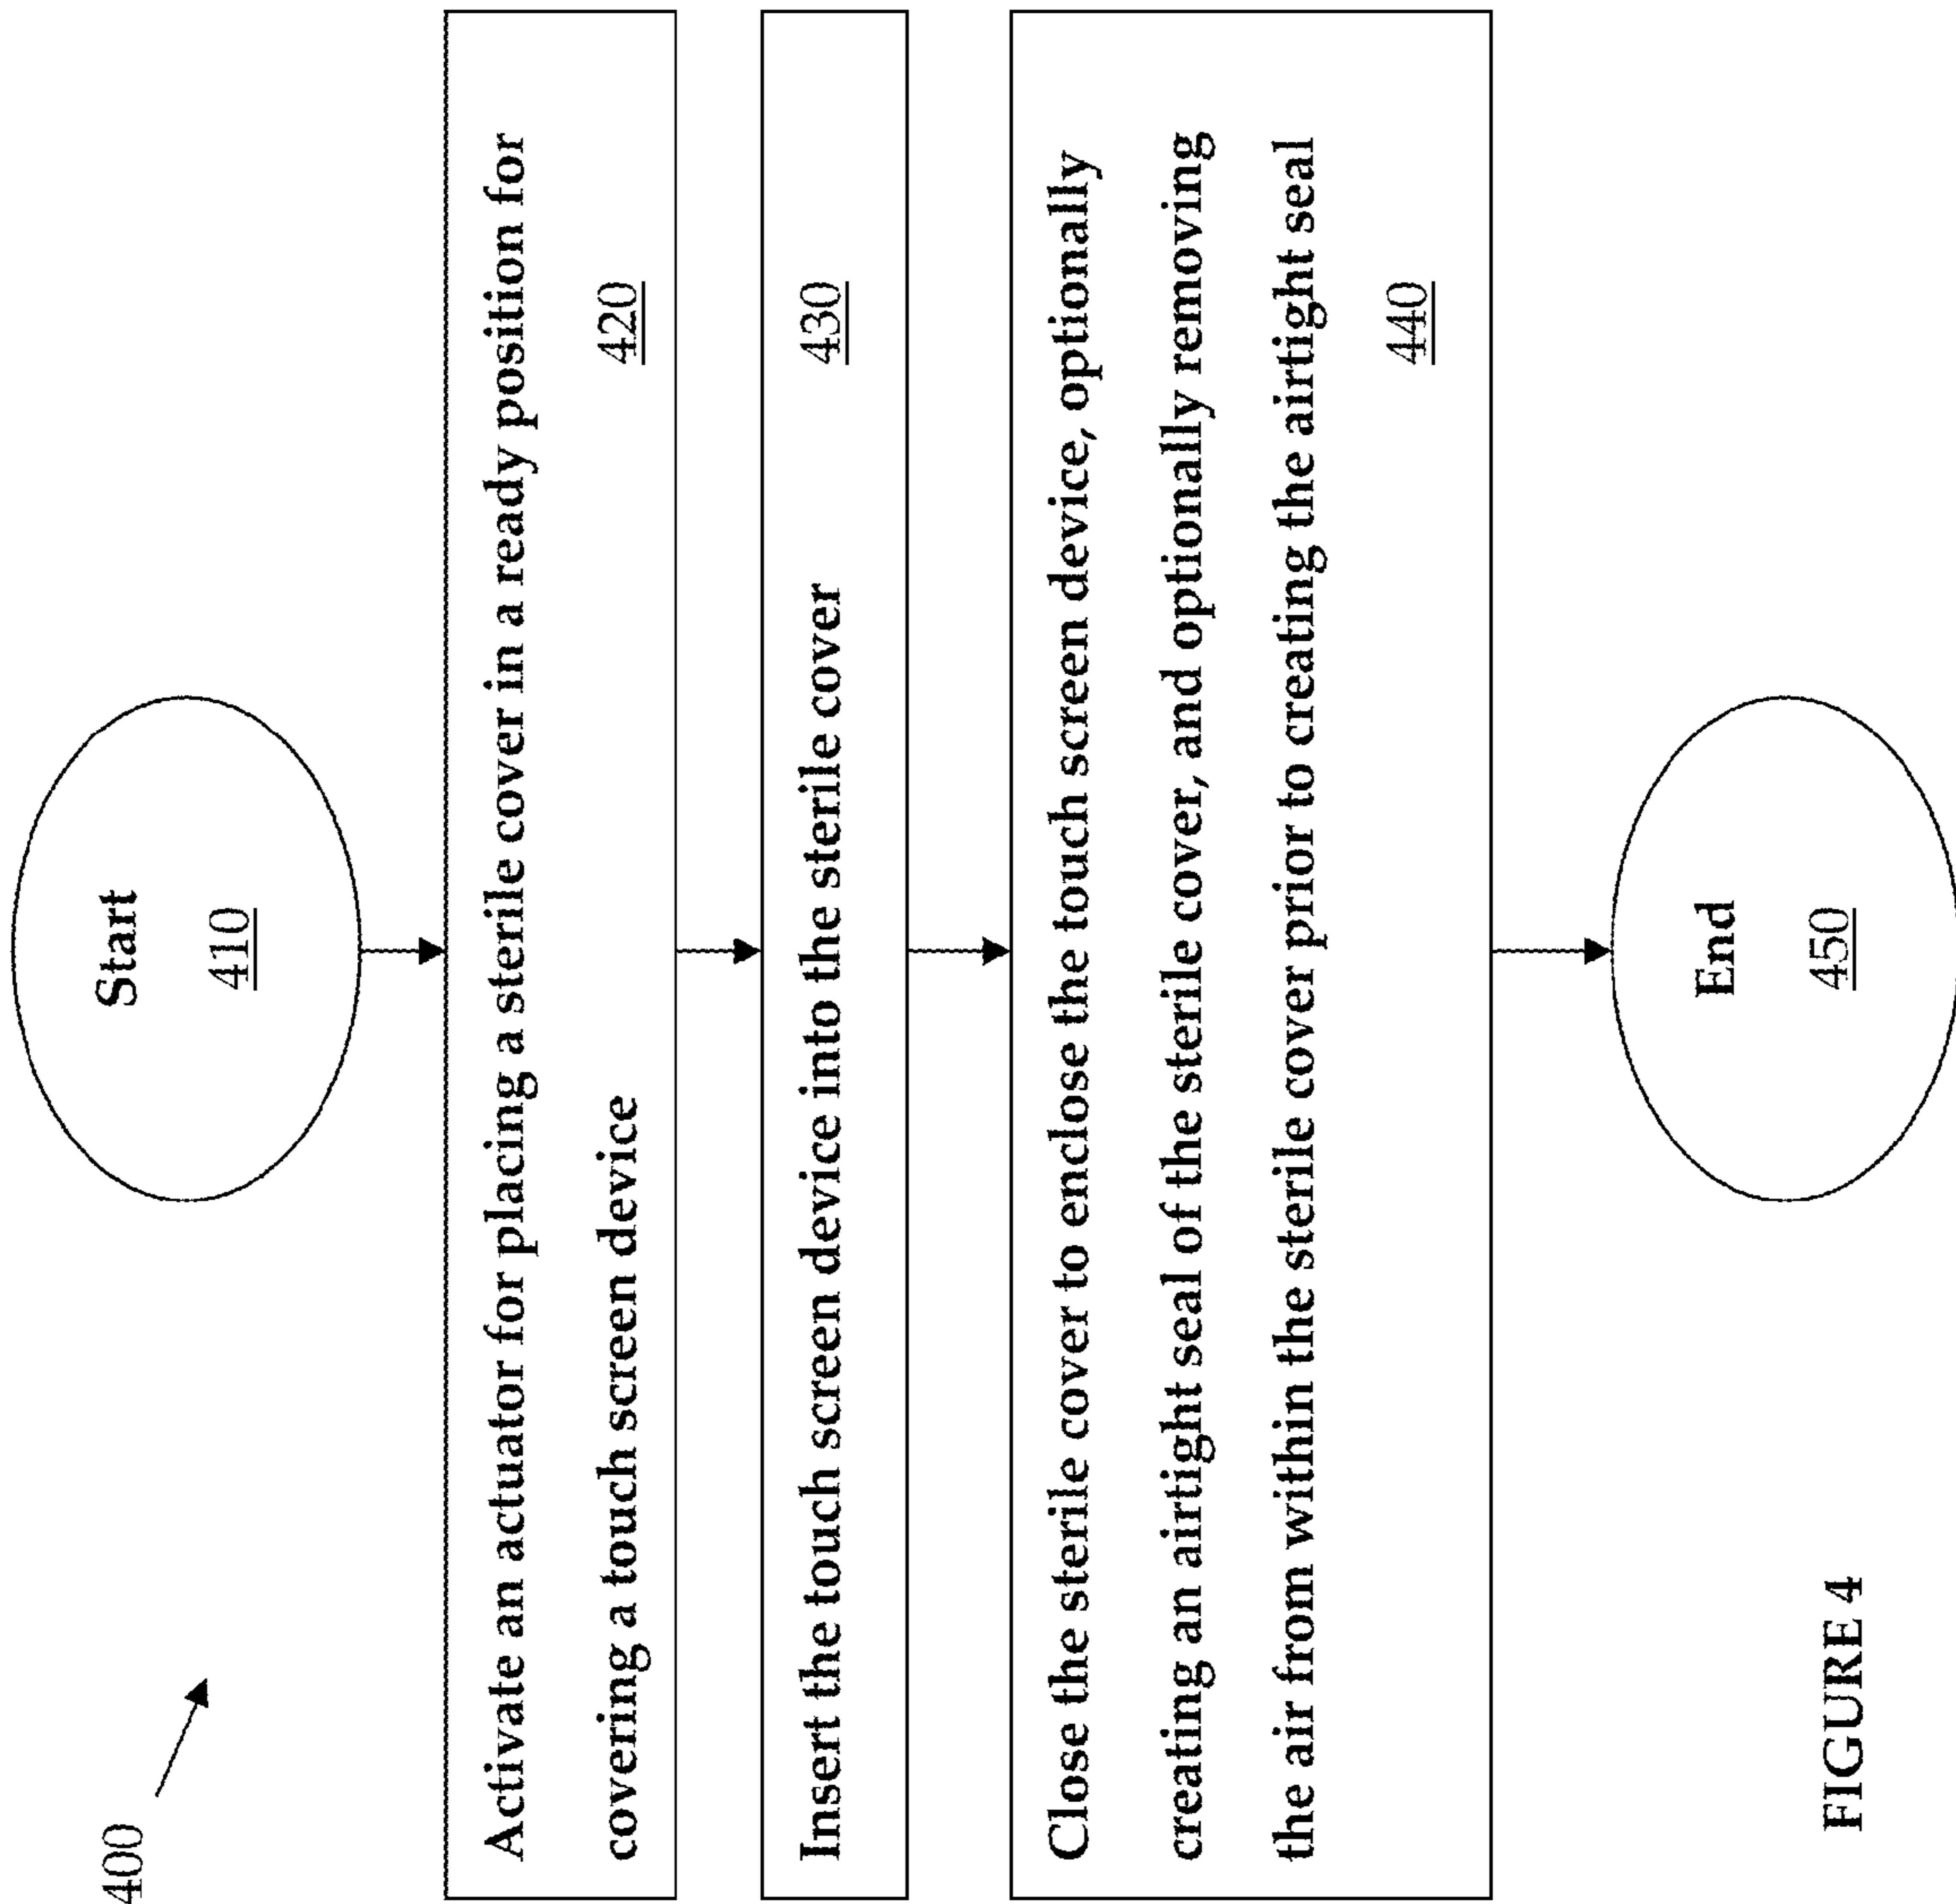 400
Start
410
Activate an actuator for placing a sterile cover in a ready position for
covering a touch screen device
420
Insert the touch screen device into the sterile cover
430
Close the sterile cover to enclose the touch screen device, optionally
creating an airtight seal of the sterile cover, and optionally removing
the air from within the sterile cover prior to creating the airtight seal
440
End
450
FIGURE 4